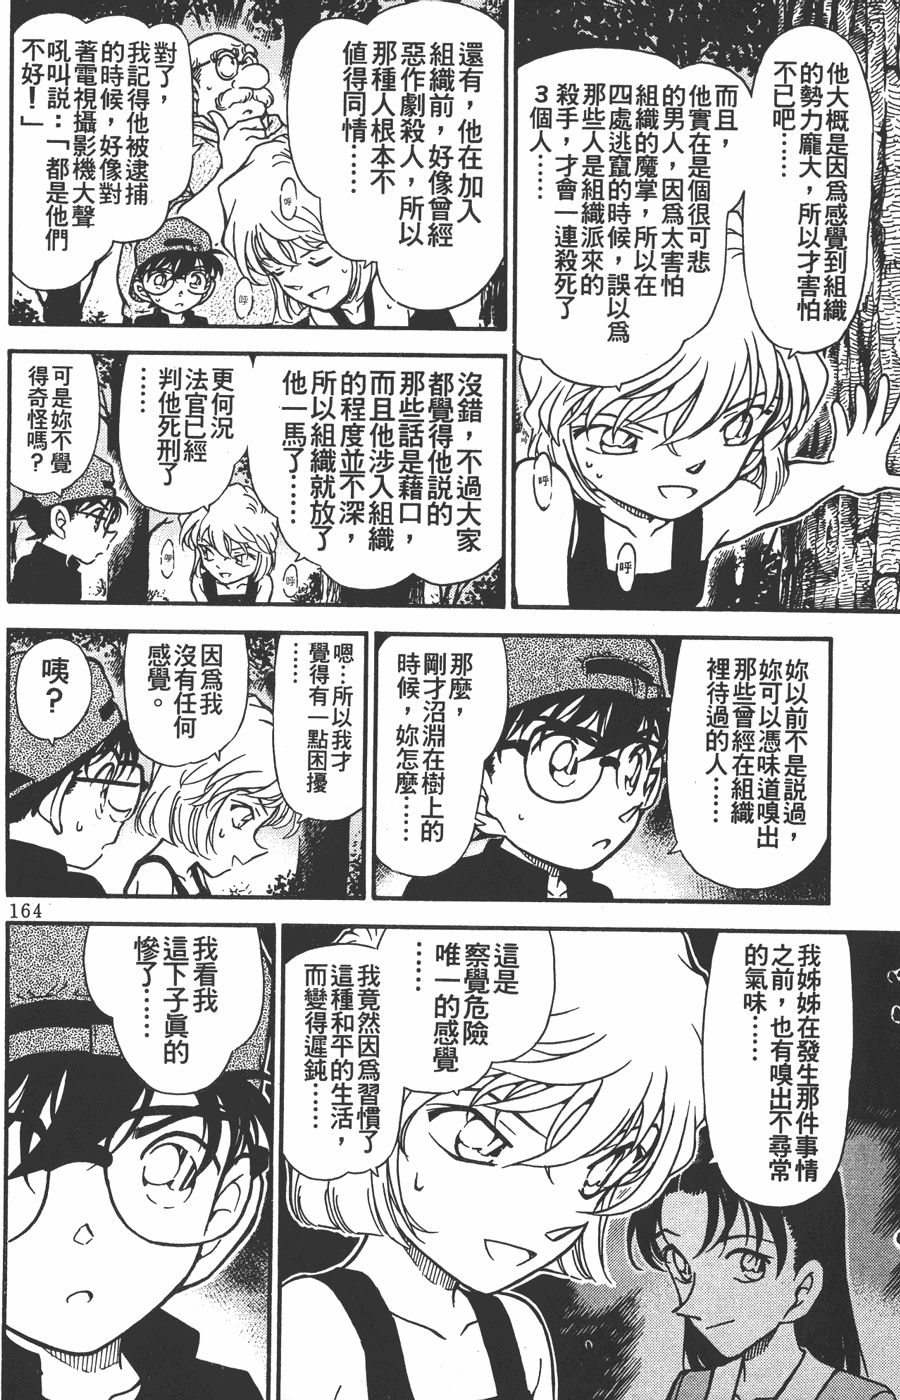 他大概是因為感覺到組織
的勢力龐大，所以才害怕
不已吧……
而且，
他實在是個很可悲
的男人，因為太害怕
組織的魔掌，所以在
四處逃竄的時候，誤以為
那些人是組織派來的
殺手，才會一連殺死了
3個人……
呼
呼
還有，他在加入
組織前，好像曾經
惡作劇殺人，所以
那種人根本不
值得同情……
呼
呼
對了，
我記得他被逮捕
的時候，好像對
著電視攝影機大聲
吼叫說：「都是他們
不好！」
沒錯，不過大家
都覺得他說的
那些話是藉口，
而且他涉入組織
的程度並不深，
所以組織就放了
他一馬了……
更何況
法官已經
判他死刑了
……
呼
呼
可是妳不覺
得奇怪嗎？
妳以前不是說過，
妳可以憑味道嗅出
那些曾經在組織
裡待過的人……
那麼，
剛才沼淵在樹上的
時候，妳怎麼……
嗯…所以我才
覺得有一點困擾
……
因為我
沒有任何
感覺。
咦？
164
我姊姊在發生那件事情
之前，也有嗅出不尋常
的氣味……
這是
察覺危險
唯一的感覺
……
我竟然因為習慣了
這種和平的生活，
而變得遲鈍……
我看我
這下子真的
慘了……